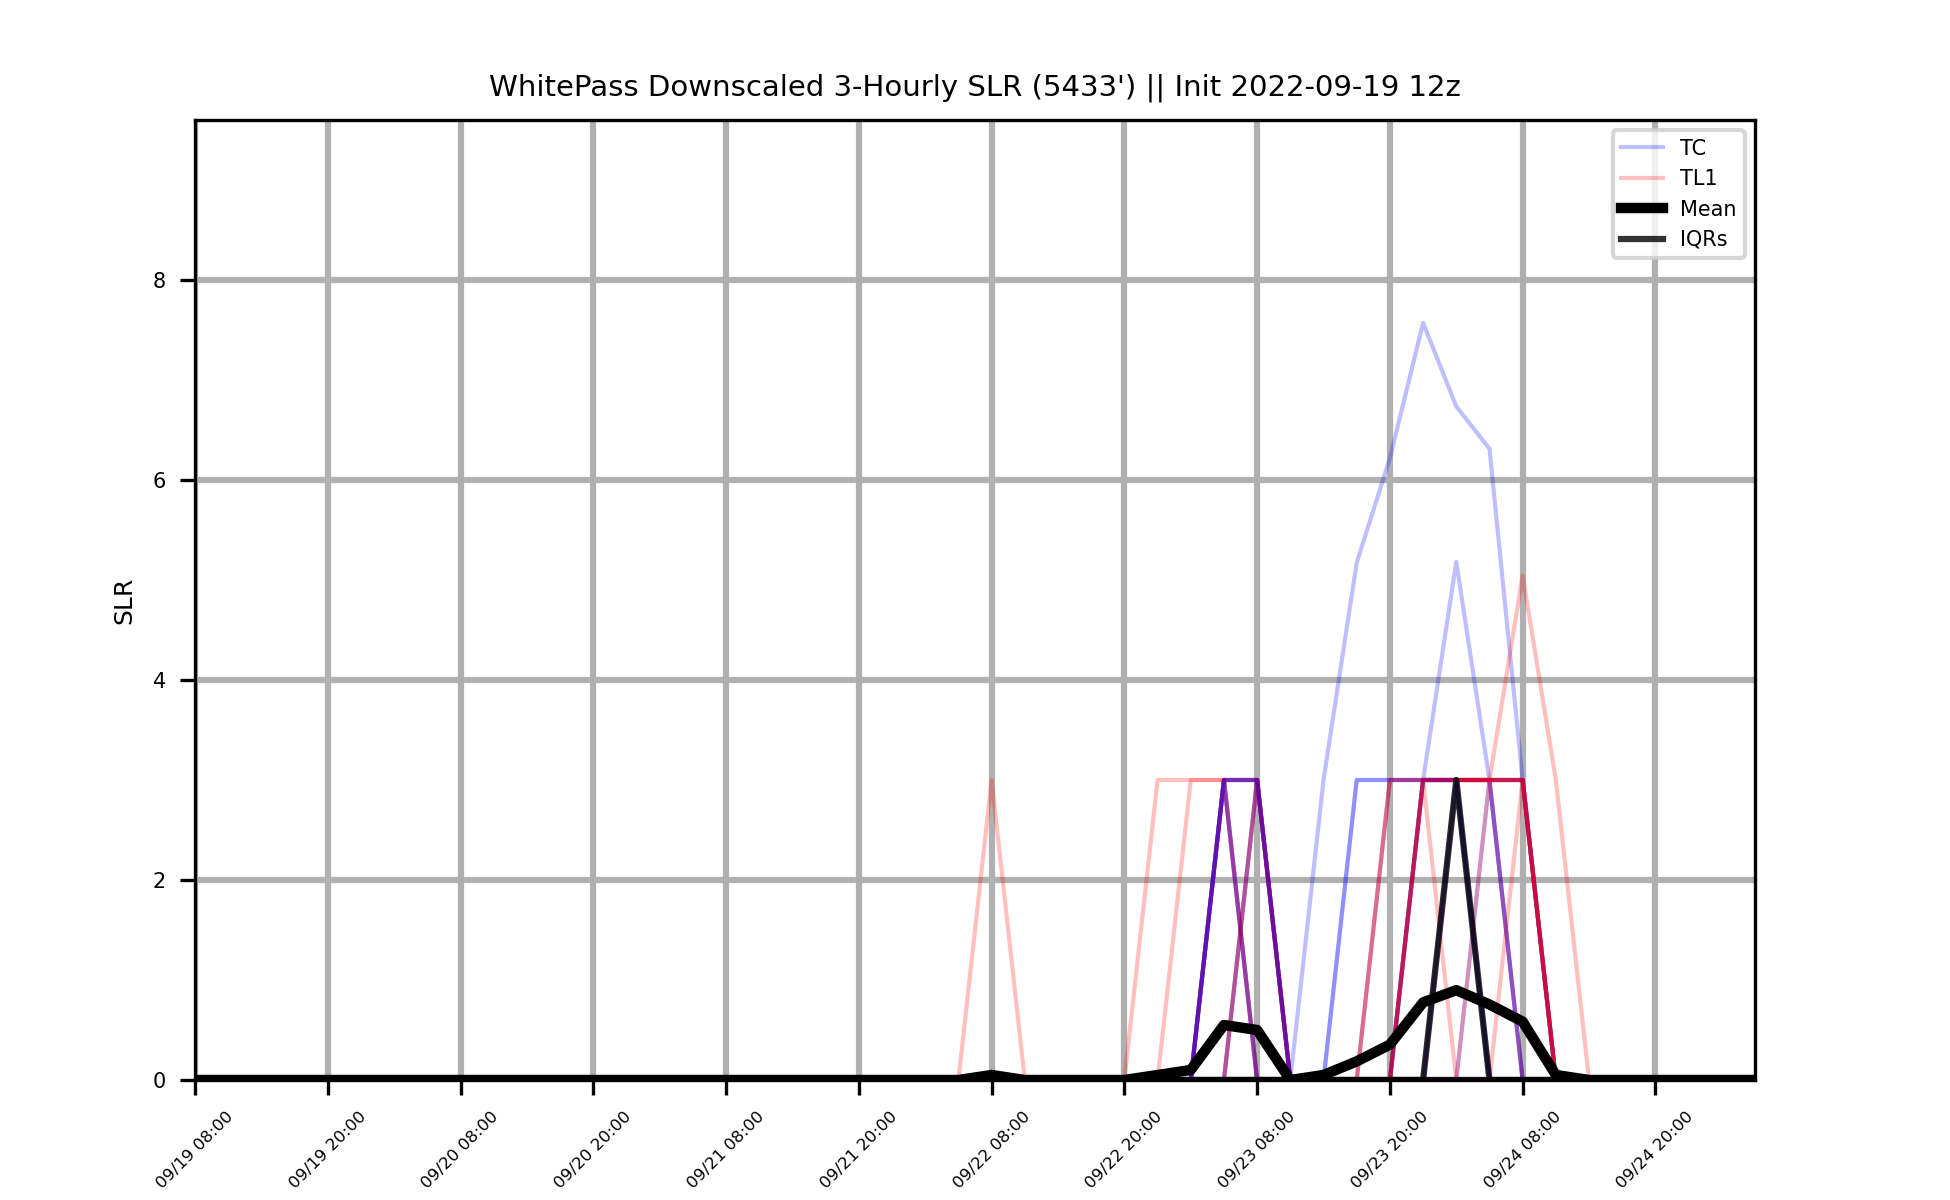 WhitePass Downscaled 3-Hourly SLR (5433') || Init 2022-09-19 12z
TC
TL1
Mean
IQRs
8
6
4
2
0
SLR
09/19 08:00
09/19 20:00
09/20 08:00
09/20 20:00
09/21 08:00
09/21 20:00
09/22 08:00
09/22 20:00
09/23 08:00
09/23 20:00
09/24 08:00
09/24 20:00